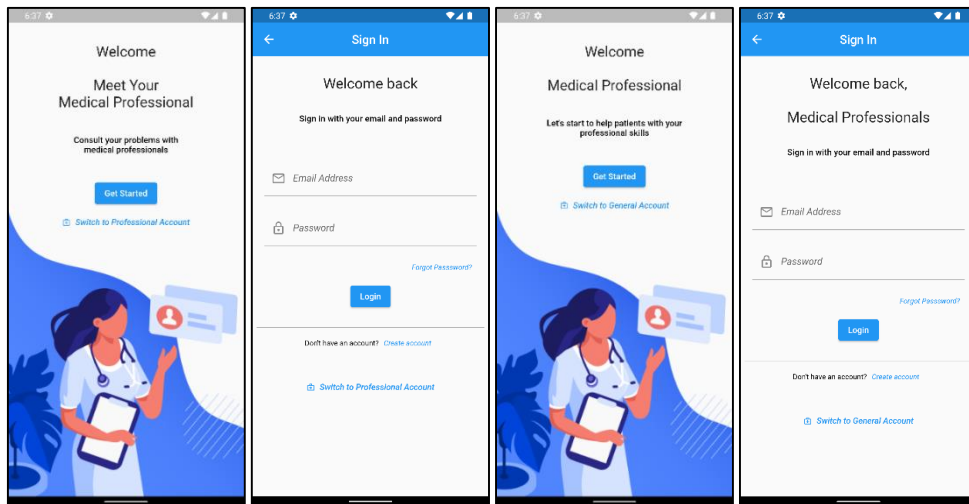 6:37
Welcome
Meet Your
Medical Professional
Consult your problems with
medical professionals
Get Started
Switch to Professional Account
6:37
Sign In
Welcome back
Sign in with your email and password
Email Address
Password
Forgot Passsword?
Login
Don't have an account? Create account
Switch to Professional Account
6:37
Welcome
Medical Professional
Let's start to help patients with your
professional skills
Get Started
Switch to General Account
6:37
Sign In
Welcome back,
Medical Professionals
Sign in with your email and password
Email Address
Password
Forgot Passsword?
Login
Don't have an account? Create account
Switch to General Account